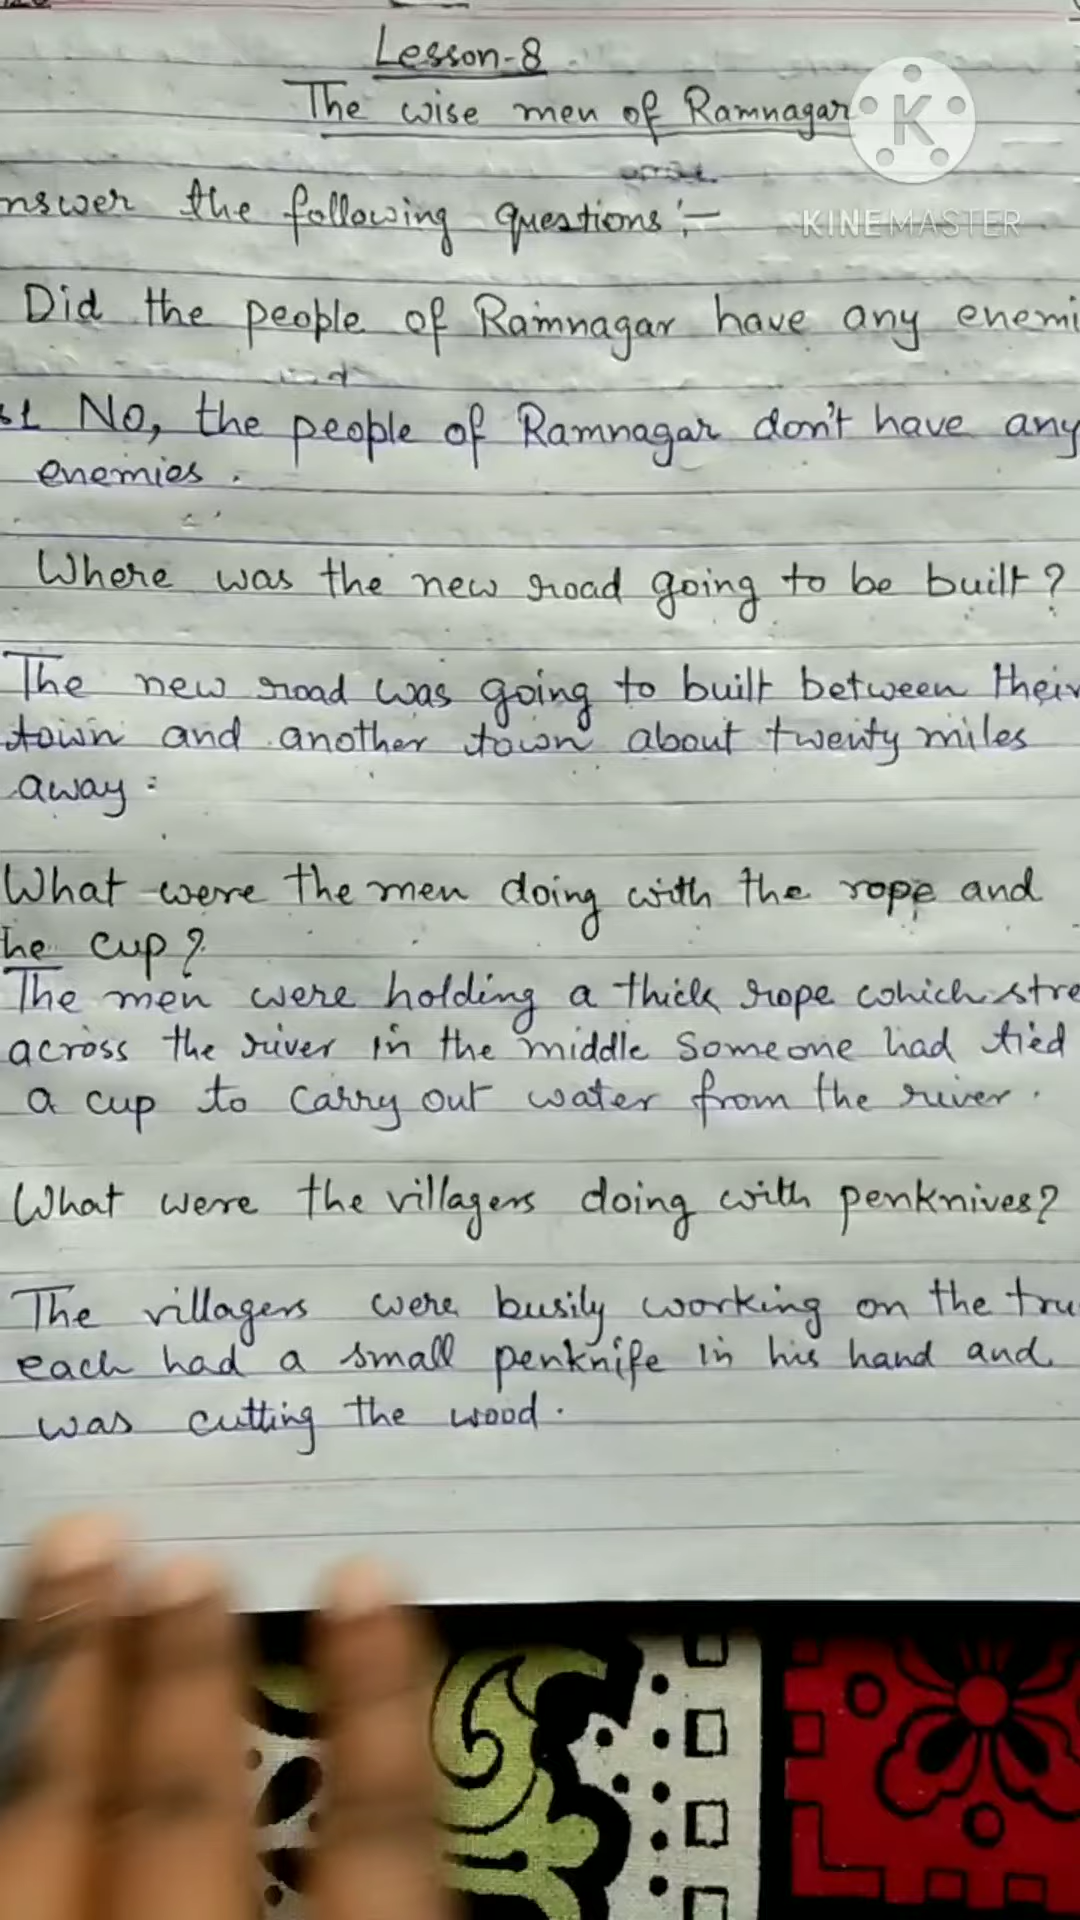 Lesson-8
The wise men of Ramnagar
K
KINEMASTER
nswer the following questions:-
Did the people of Ramnagar have any enemi
st No, the people of Ramnagar don't have any
enemies.
Where was the new road going to be built?
The new road was going to built between their
town and another town about twenty miles
away.
What were the men doing with the rope and
he cup?
The men were holding a thick rope which stre
across the river in the middle someone had tied
a cup to carry out water from the river.
What were the villagers doing with penknives?
The villagers were busily working on the tru
each had a small penknife in his hand and
was cutting the wood.